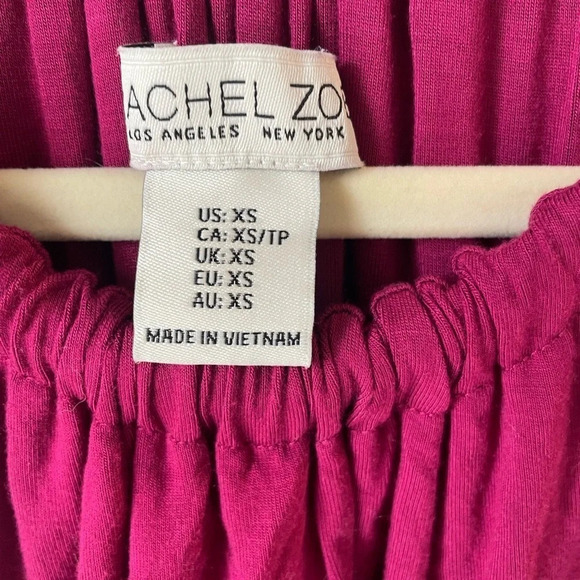 ACHEL ZOE
LOS ANGELES NEW YORK
US: XS
CA: XS/TP
UK: XS
EU: XS
AU: XS
MADE IN VIETNAM